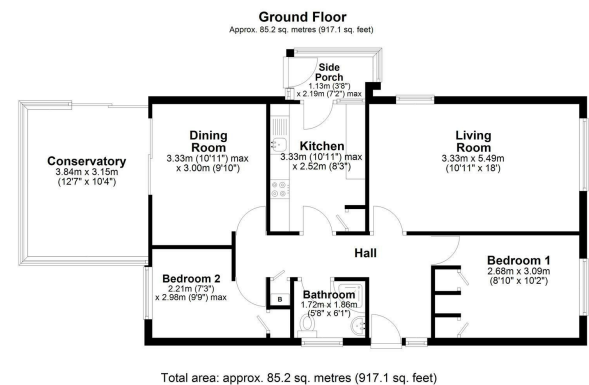 Ground Floor
Approx. 85.2 sq. metres (917.1 sq. feet)
Side
Porch
1.13m (3'8")
x 2.19m (7'2") max
Dining
Room
3.33m (10'11") max
x 3.00m (9'10")
Kitchen
3.33m (10'11") max
x 2.52m (8'3")
Living
Room
3.33m x 5.49m
(10'11" x 18')
Conservatory
3.84m x 3.15m
(12'7" x 10'4")
Hall
Bedroom 1
2.68m x 3.09m
(8'10" x 10'2")
Bedroom 2
2.21m (7'3")
x 2.98m (9'9") max
B
Bathroom
1.72m x 1.86m
(5'8" x 6'1")
Total area: approx. 85.2 sq. metres (917.1 sq. feet)